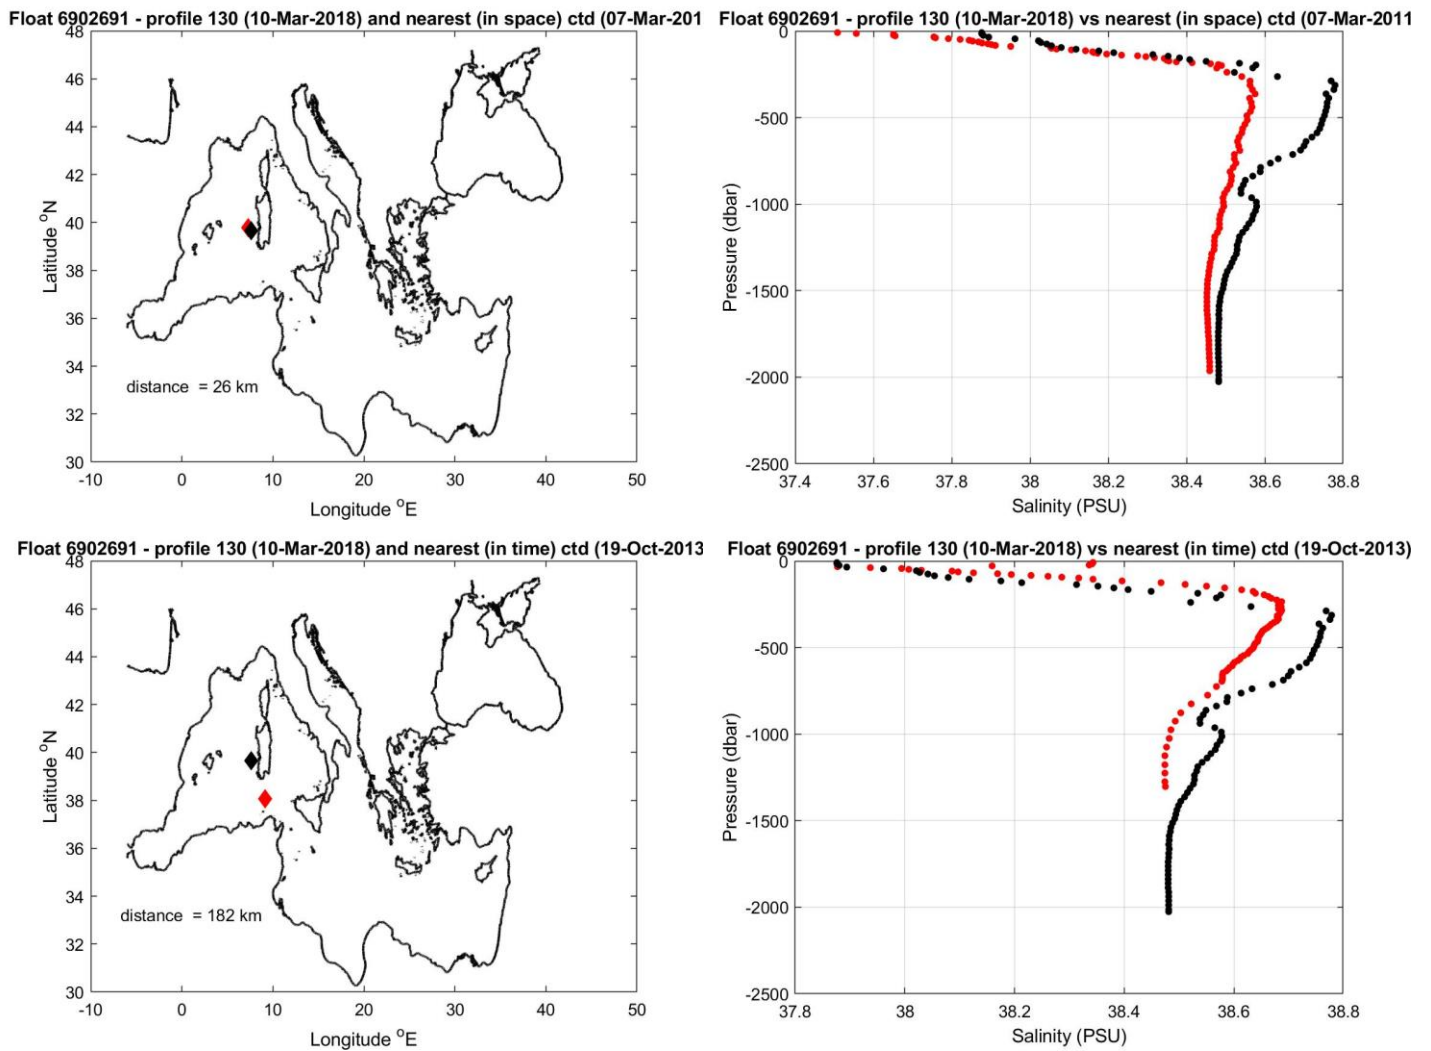 Float 6902691 - profile 130 (10-Mar-2018) and nearest (in space) ctd (07-Mar-201
48
46
44
42
40
38
36
34
32
30
Latitude °N
distance = 26 km
-10 0 10 20 30 40 50
Longitude °E
Float 6902691 - profile 130 (10-Mar-2018) vs nearest (in space) ctd (07-Mar-2011
0
-500
-1000
-1500
-2000
-2500
Pressure (dbar)
37.4 37.6 37.8 38 38.2 38.4 38.6 38.8
Salinity (PSU)
Float 6902691 - profile 130 (10-Mar-2018) and nearest (in time) ctd (19-Oct-2013
48
46
44
42
40
38
36
34
32
30
Latitude °N
distance = 182 km
-10 0 10 20 30 40 50
Longitude °E
Float 6902691 - profile 130 (10-Mar-2018) vs nearest (in time) ctd (19-Oct-2013)
0
-500
-1000
-1500
-2000
-2500
Pressure (dbar)
37.8 38 38.2 38.4 38.6 38.8
Salinity (PSU)